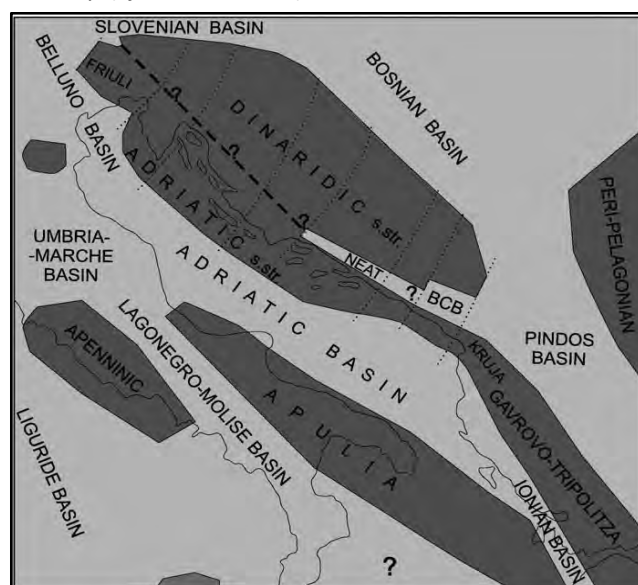 SLOVENIAN BASIN
BELLUNO
BASIN
FRIULI
BOSNIAN BASIN
?
?
?
DINARIDIC s.str.
ADRIATIC s.str.
PERI-PELAGONIAN
UMBRIA-
-MARCHE
BASIN
ADRIATIC BASIN
NEAT
?
BCB
PINDOS
BASIN
APENNINIC
LAGONEGRO-MOLISE BASIN
KRUJA
GAVROVO-TRIPOLITZA
APULIA
LIGURIDE BASIN
IONIAN BASIN
?